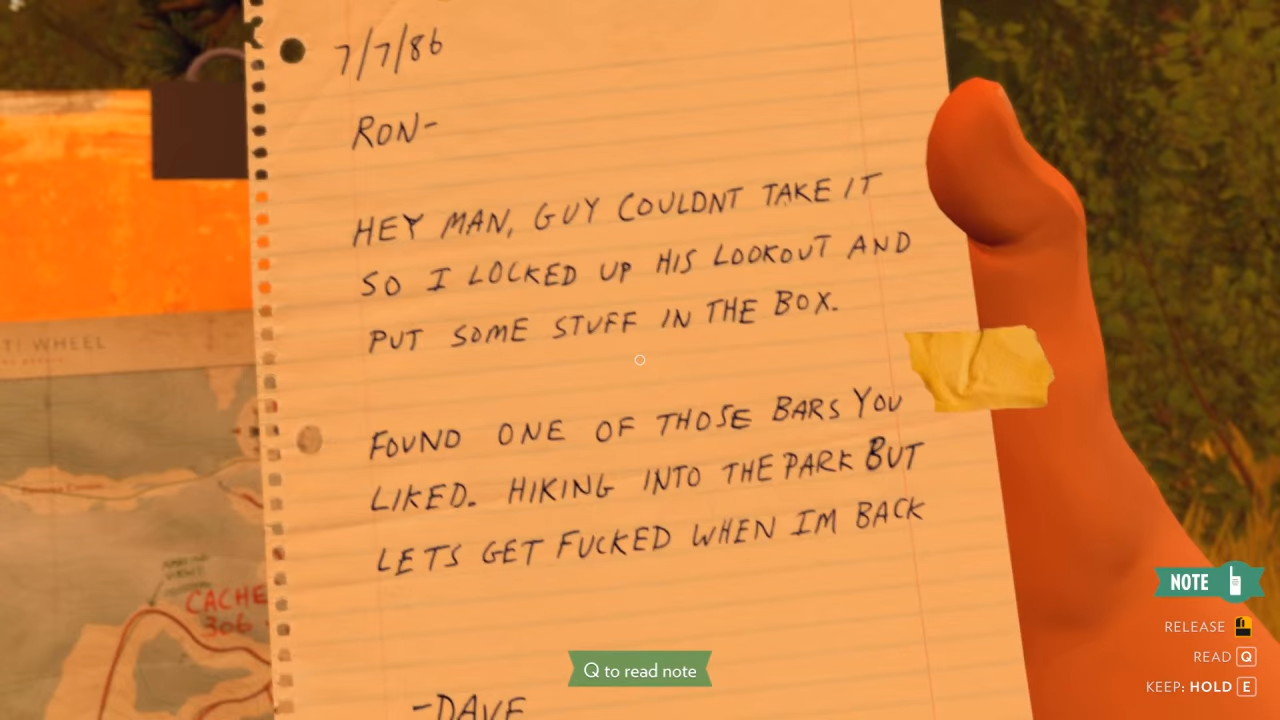 7/7/86
RON-
HEY MAN, GUY COULDNT TAKE IT
SO I LOCKED UP HIS LOOKOUT AND
PUT SOME STUFF IN THE BOX.
FOUND ONE OF THOSE BARS YOU
LIKED. HIKING INTO THE PARK BUT
LETS GET FUCKED WHEN IM BACK
-DAVE
WHEEL
CACHE
306
NOTE
RELEASE
READ Q
KEEP: HOLD E
Q to read note